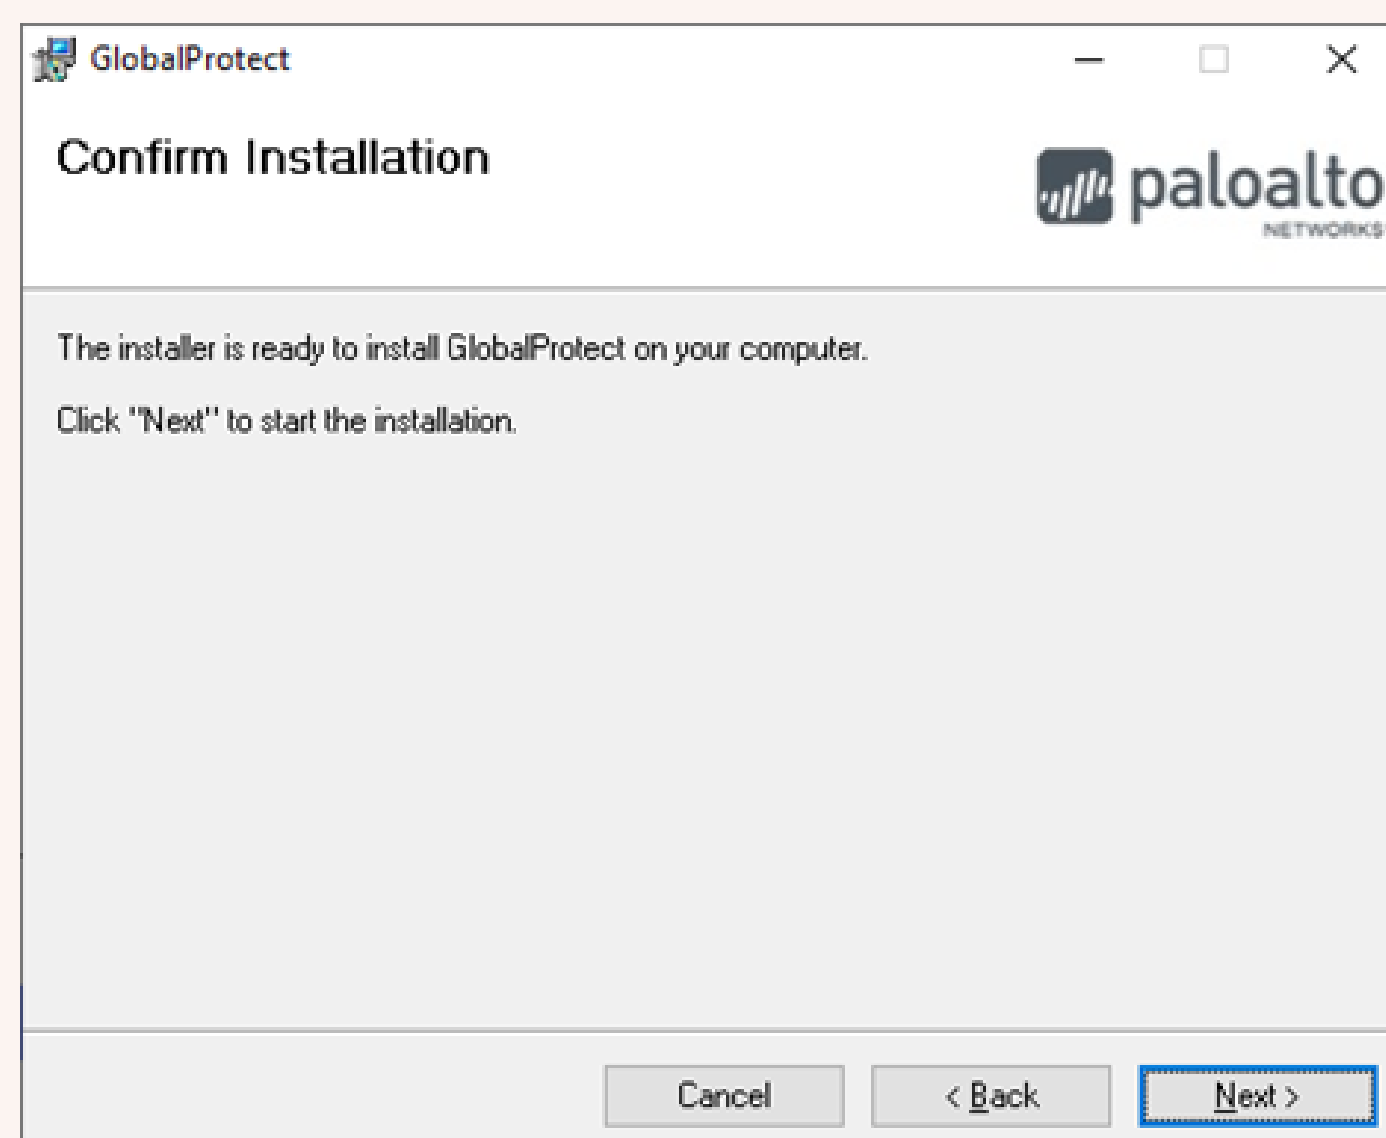 GlobalProtect
Confirm Installation
paloalto
NETWORKS
The installer is ready to install GlobalProtect on your computer.
Click "Next" to start the installation.
Cancel
< Back
Next >